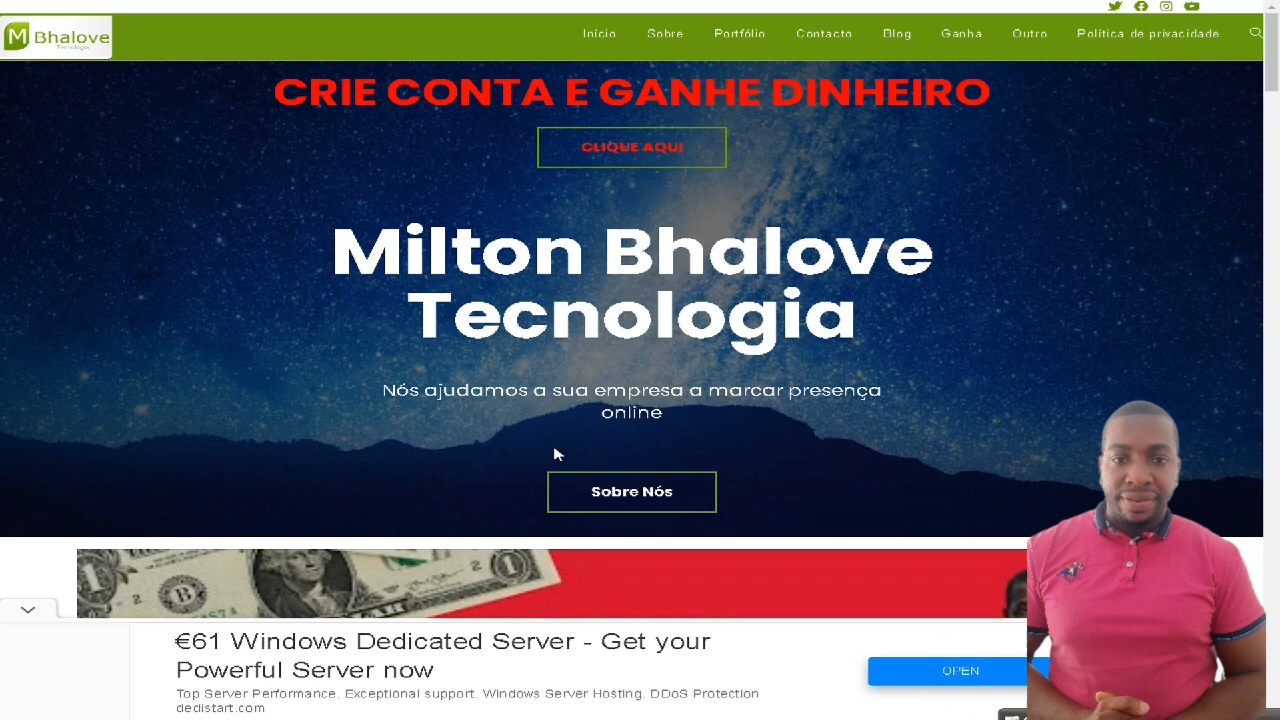 M Bhalove
Tecnologia
Início Sobre Portfólio Contacto Blog Ganha Outro Política de privacidade
CRIE CONTA E GANHE DINHEIRO
CLIQUE AQUI
Milton Bhalove
Tecnologia
Nós ajudamos a sua empresa a marcar presença
online
Sobre Nós
€61 Windows Dedicated Server - Get your
Powerful Server now
OPEN
Top Server Performance. Exceptional support. Windows Server Hosting. DDoS Protection
dedistart.com